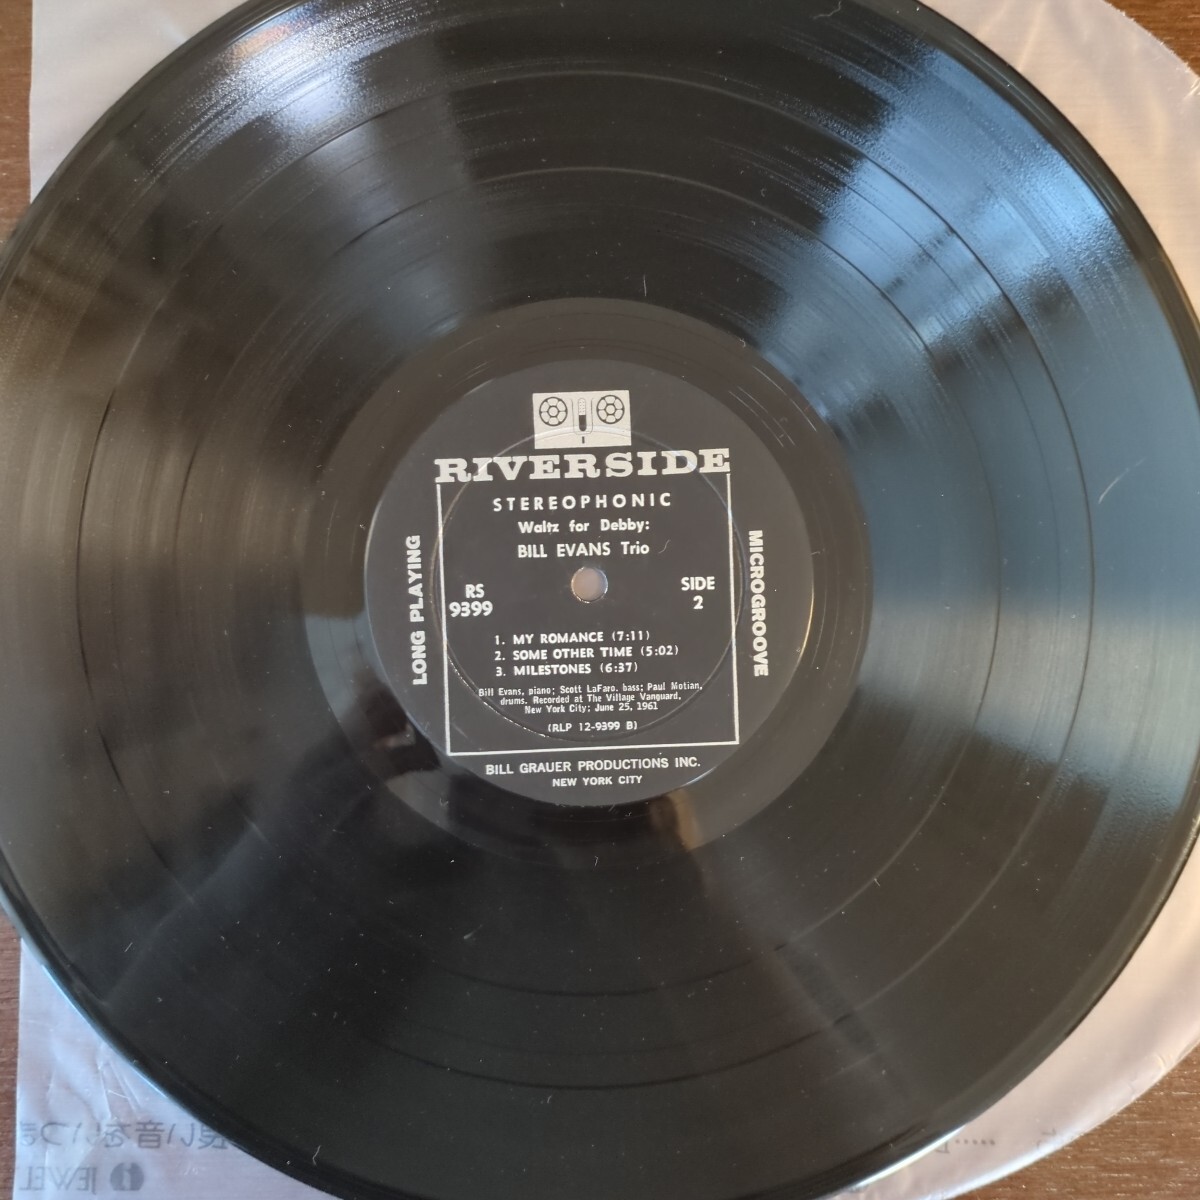 RIVERSIDE
STEREOPHONIC
Waltz for Debby:
BILL EVANS Trio
LONG PLAYING
RS
9399
SIDE
2
MICROGROOVE
1. MY ROMANCE (7:11)
2. SOME OTHER TIME (5:02)
3. MILESTONES (6:37)
Bill Evans, piano; Scott LaFaro, bass; Paul Motian,
drums. Recorded at The Village Vanguard,
New York City; June 25, 1961
(RLP 12-9399 B)
BILL GRAUER PRODUCTIONS INC.
NEW YORK CITY
JEWEL